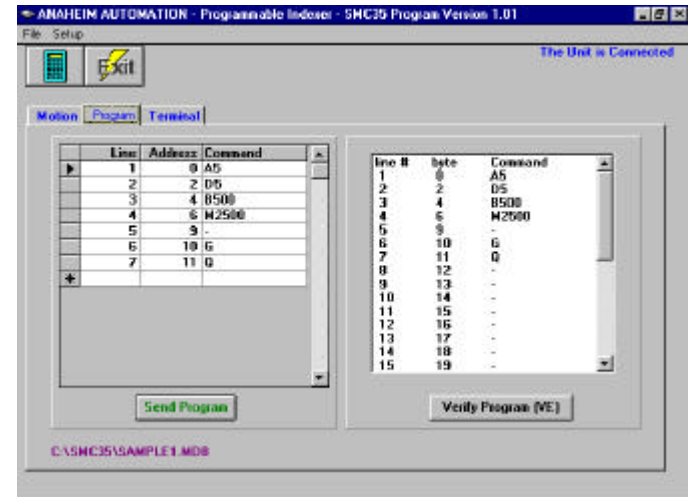 ANAHEIM AUTOMATION - Programmable Indexer - SMC35 Program Version 1.01
File Setup
Exit
The Unit is Connected
Motion Program Terminal
Line Address Command
1 0 A5
2 2 D5
3 4 B500
4 6 M2500
5 9 -
6 10 G
7 11 Q
line # byte Command
1 0 A5
2 2 D5
3 4 B500
4 6 M2500
5 9 -
6 10 G
7 11 Q
8 12 -
9 13 -
10 14 -
11 15 -
12 16 -
13 17 -
14 18 -
15 19 -
Send Program
Verify Program (VE)
C:\SMC35\SAMPLE1.MDB